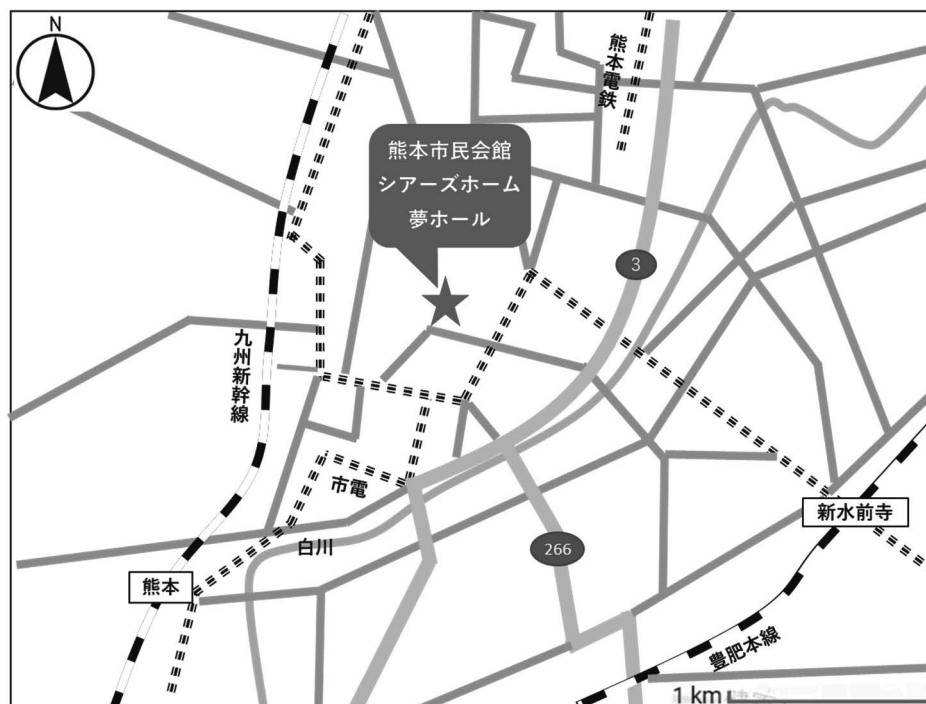 N
熊本電鉄
熊本市民会館
シアーズホーム
夢ホール
3
九州新幹線
市電
新水前寺
白川
266
熊本
豊肥本線
1 km